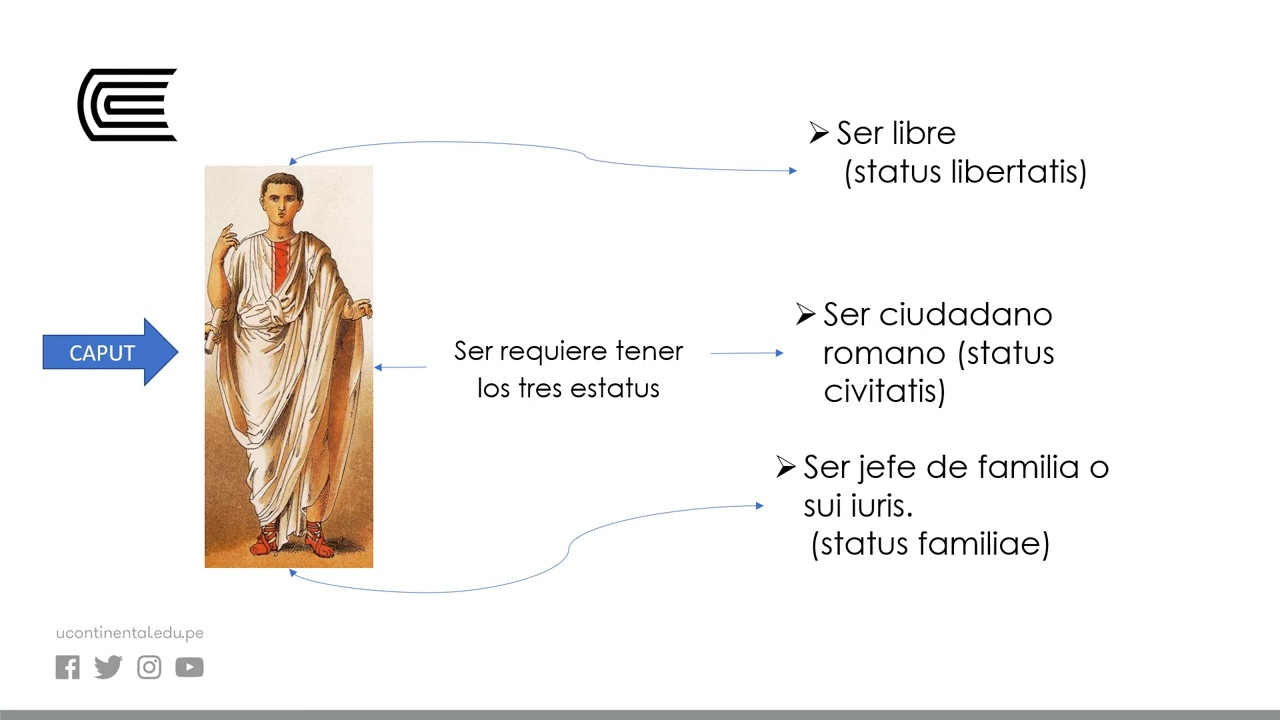 Ser libre
(status libertatis)
CAPUT
Ser requiere tener
los tres estatus
Ser ciudadano
romano (status
civitatis)
Ser jefe de familia o
sui iuris.
(status familiae)
ucontinental.edu.pe